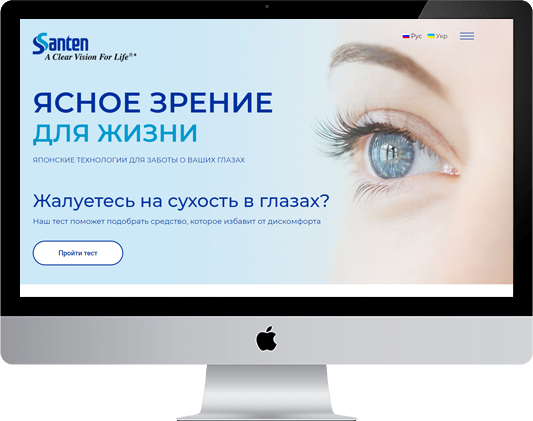 Santen
A Clear Vision For Life®*
Рус Укр
ЯСНОЕ ЗРЕНИЕ
ДЛЯ ЖИЗНИ
ЯПОНСКИЕ ТЕХНОЛОГИИ ДЛЯ ЗАБОТЫ О ВАШИХ ГЛАЗАХ
Жалуетесь на сухость в глазах?
Наш тест поможет подобрать средство, которое избавит от дискомфорта
Пройти тест